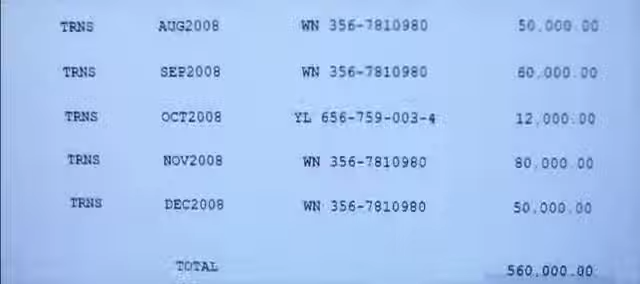 TRNS AUG2008 WN 356-7810980 50,000.00
TRNS SEP2008 WN 356-7810980 60,000.00
TRNS OCT2008 YL 656-759-003-4 12,000.00
TRNS NOV2008 WN 356-7810980 80,000.00
TRNS DEC2008 WN 356-7810980 50,000.00
TOTAL 560,000.00